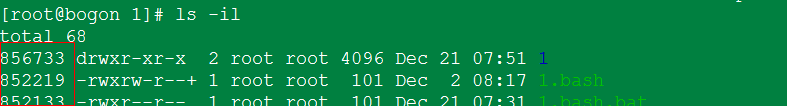 [root@bogon 1]# ls -il
total 68
856733 drwxr-xr-x  2 root root 4096 Dec 21 07:51 1
852219 -rwxrw-r--+ 1 root root  101 Dec  2 08:17 1.bash
852133 -rwxr--r--  1 root root  101 Dec 21 07:31 1.bash.bat